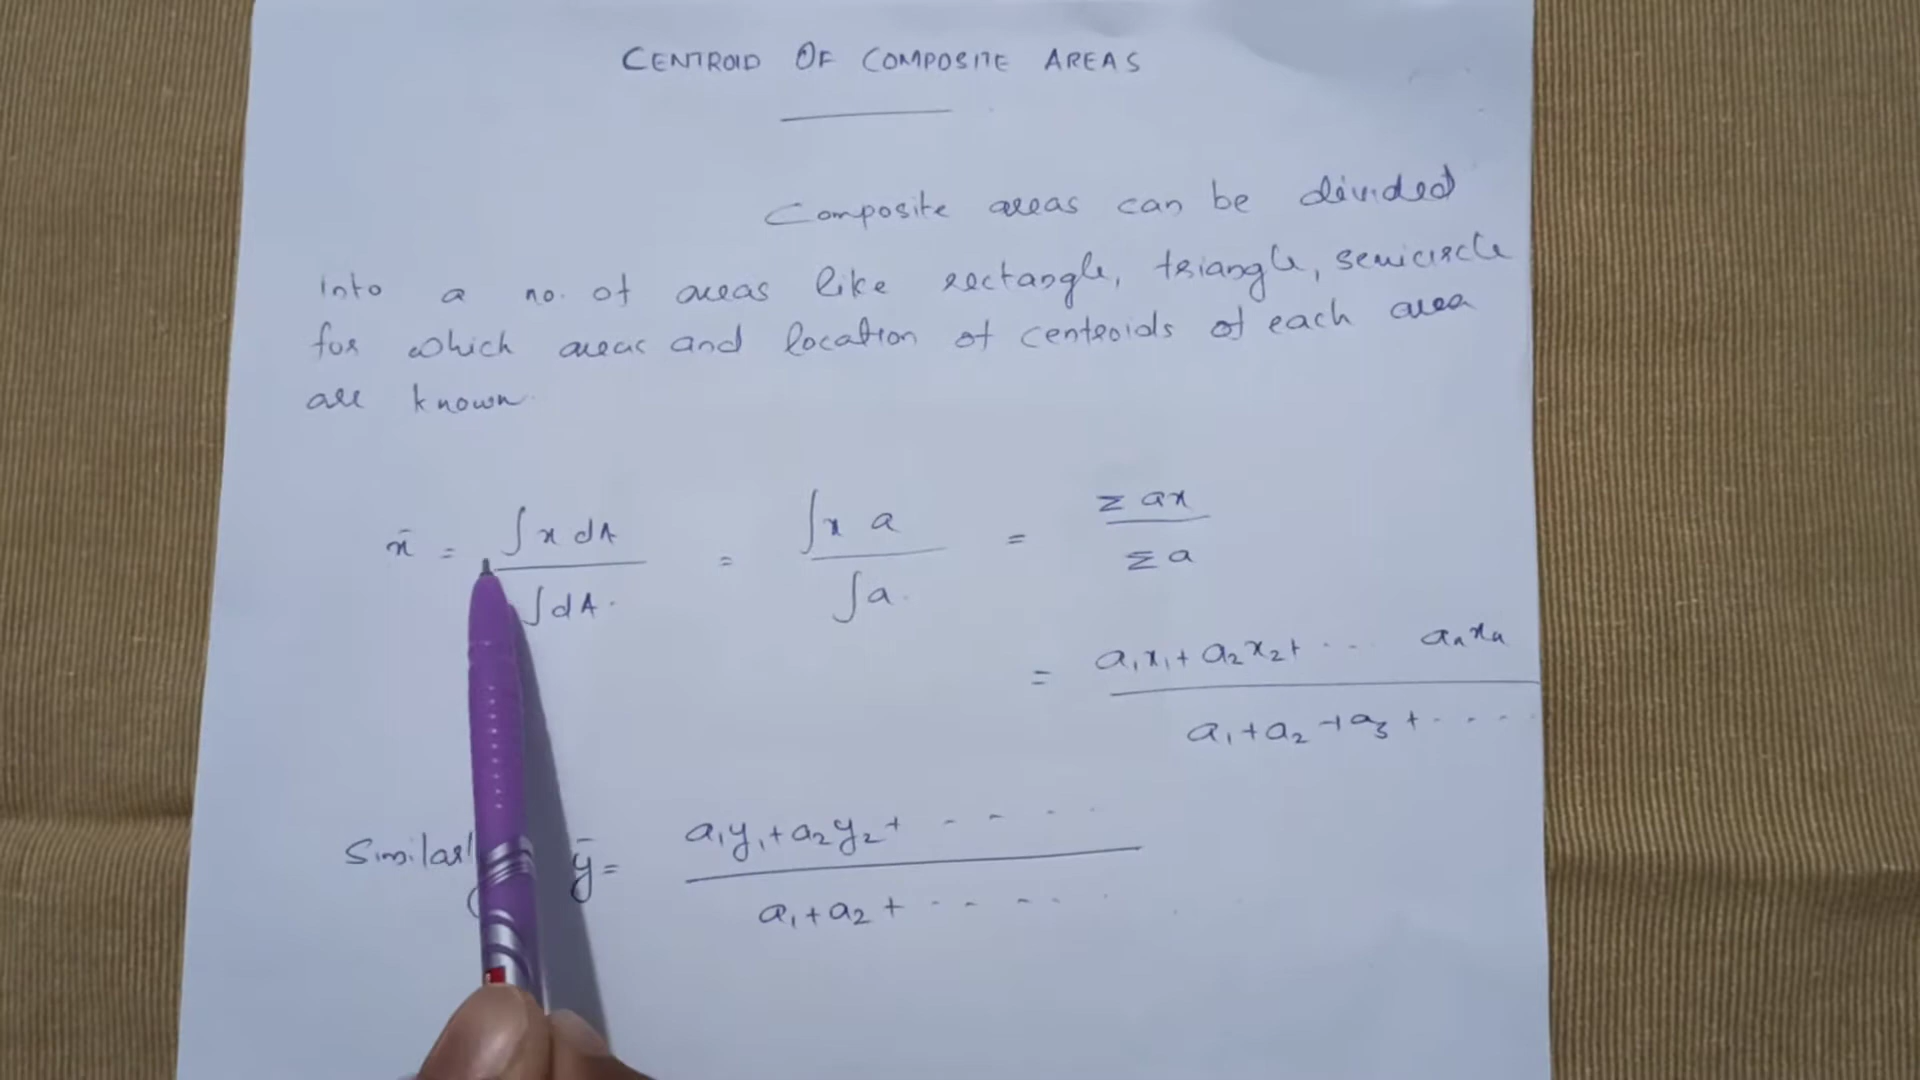 CENTROID OF COMPOSITE AREAS
Composite areas can be divided
into a no. of areas like rectangle, triangle, semicircle
for which areas and location of centroids of each area
are known.
x̄ = ∫x dA / ∫dA = ∫x a / ∫a = Σ ax / Σ a
= a₁x₁ + a₂x₂ + ... aₙxₙ / a₁ + a₂ + a₃ + ....
ȳ = a₁y₁ + a₂y₂ + ..... / a₁ + a₂ + .....